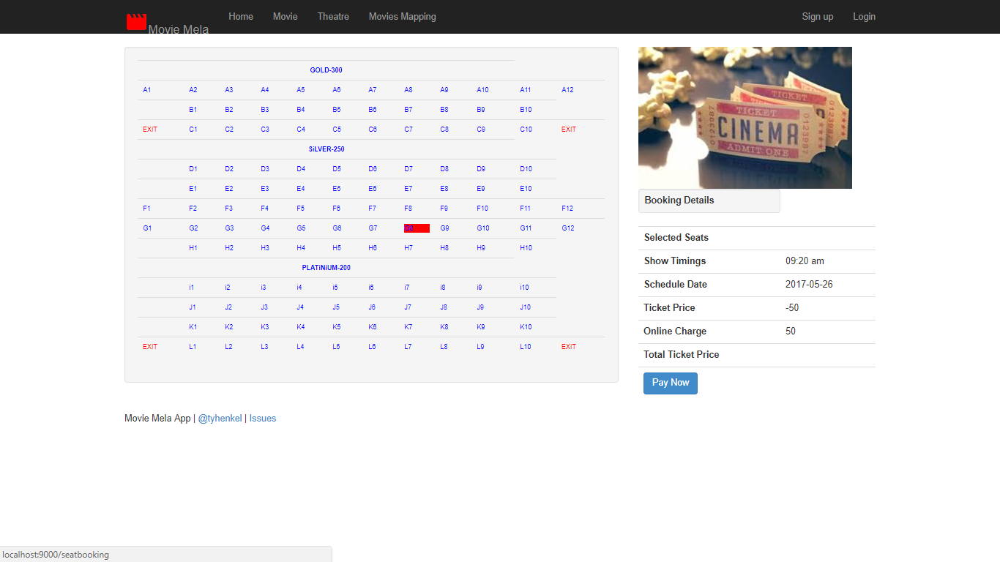 Home Movie Theatre Movies Mapping Sign up Login
Movie Mela
GOLD-300
A1 A2 A3 A4 A5 A6 A7 A8 A9 A10 A11 A12
B1 B2 B3 B4 B5 B6 B7 B8 B9 B10
EXIT C1 C2 C3 C4 C5 C6 C7 C8 C9 C10 EXIT
SiLVER-250
D1 D2 D3 D4 D5 D6 D7 D8 D9 D10
E1 E2 E3 E4 E5 E6 E7 E8 E9 E10
F1 F2 F3 F4 F5 F6 F7 F8 F9 F10 F11 F12
G1 G2 G3 G4 G5 G6 G7 G8 G9 G10 G11 G12
H1 H2 H3 H4 H5 H6 H7 H8 H9 H10
PLATiNiUM-200
i1 i2 i3 i4 i5 i6 i7 i8 i9 i10
J1 J2 J3 J4 J5 J6 J7 J8 J9 J10
K1 K2 K3 K4 K5 K6 K7 K8 K9 K10
EXIT L1 L2 L3 L4 L5 L6 L7 L8 L9 L10 EXIT
TICKET
TICKET
CINEMA
ADMIT ONE
0123987
0123987
Booking Details
Selected Seats
Show Timings 09:20 am
Schedule Date 2017-05-26
Ticket Price -50
Online Charge 50
Total Ticket Price
Pay Now
Movie Mela App | @tyhenkel | Issues
localhost:9000/seatbooking